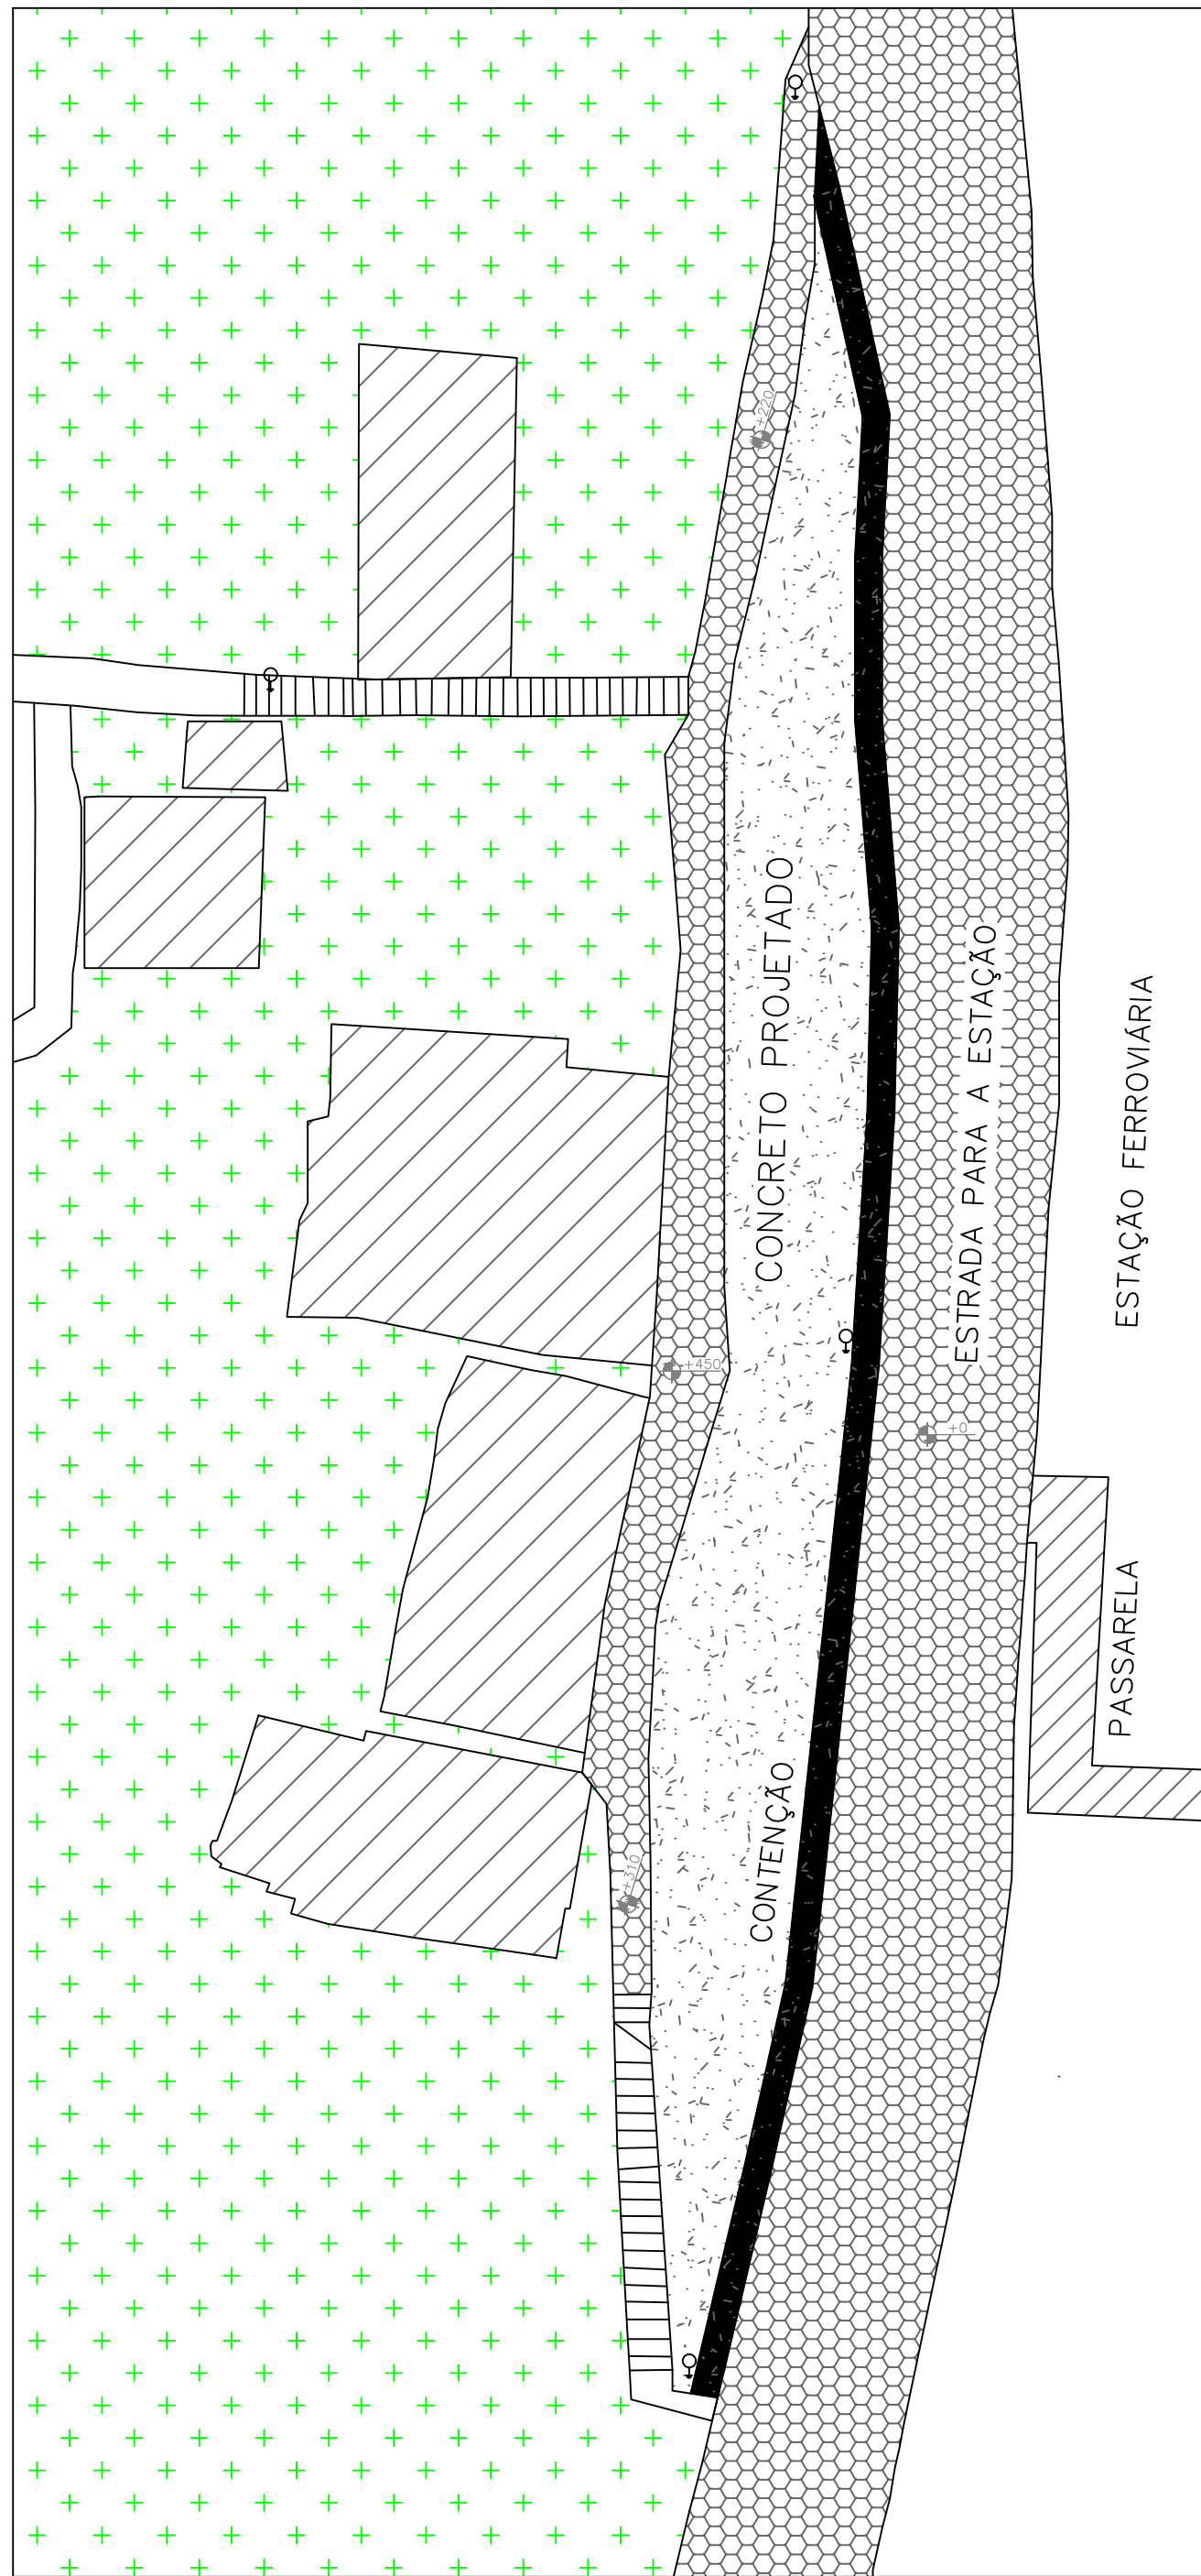 +220
CONCRETO PROJETADO
ESTRADA PARA A ESTAÇÃO
ESTAÇÃO FERROVIÁRIA
+450
+0
PASSARELA
CONTENÇÃO
+310